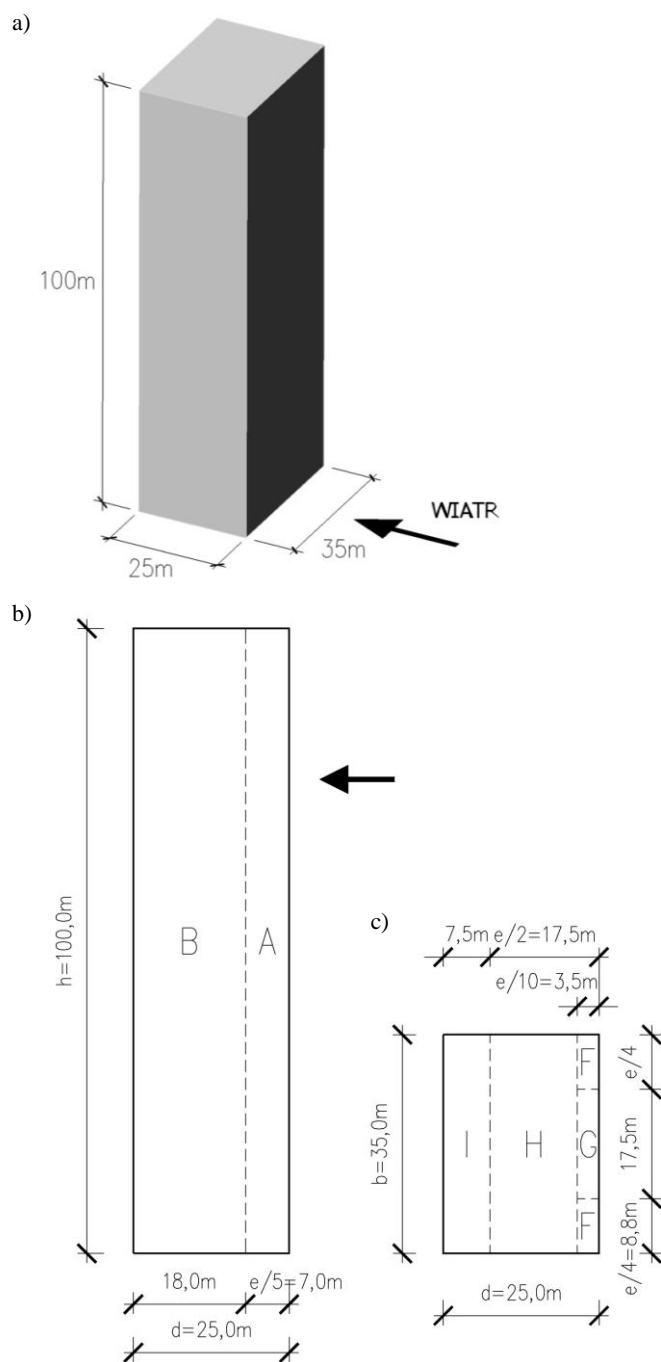 a)
100m
WIATR
25m
35m
b)
h=100,0m
B
A
18,0m
e/5=7,0m
d=25,0m
c)
7,5m
e/2=17,5m
e/10=3,5m
b=35,0m
I
H
F
G
F
e/4
17,5m
e/4=8,8m
d=25,0m